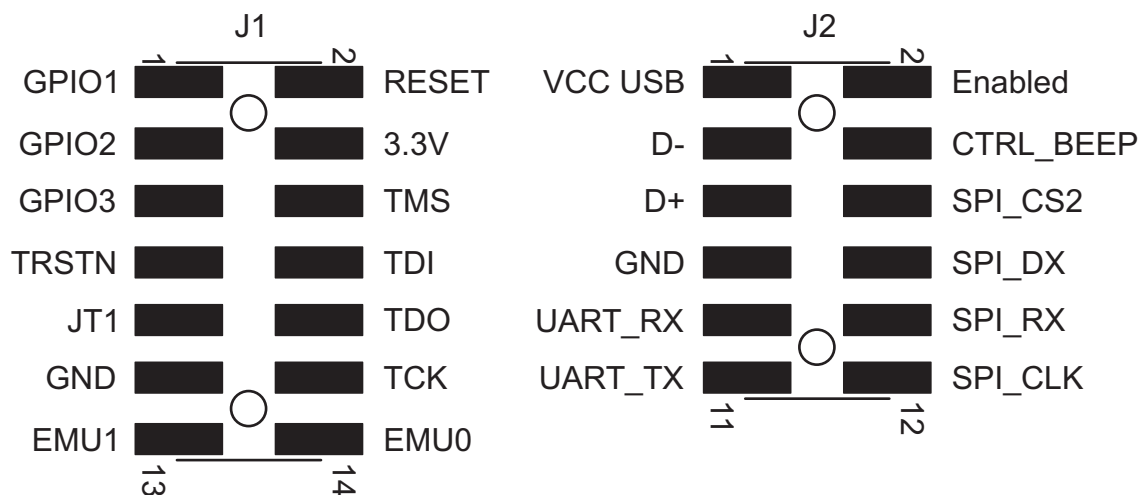 J1
1 2
GPIO1 RESET
GPIO2 3.3V
GPIO3 TMS
TRSTN TDI
JT1 TDO
GND TCK
EMU1 EMU0
13 14
J2
1 2
VCC USB Enabled
D- CTRL_BEEP
D+ SPI_CS2
GND SPI_DX
UART_RX SPI_RX
UART_TX SPI_CLK
11 12